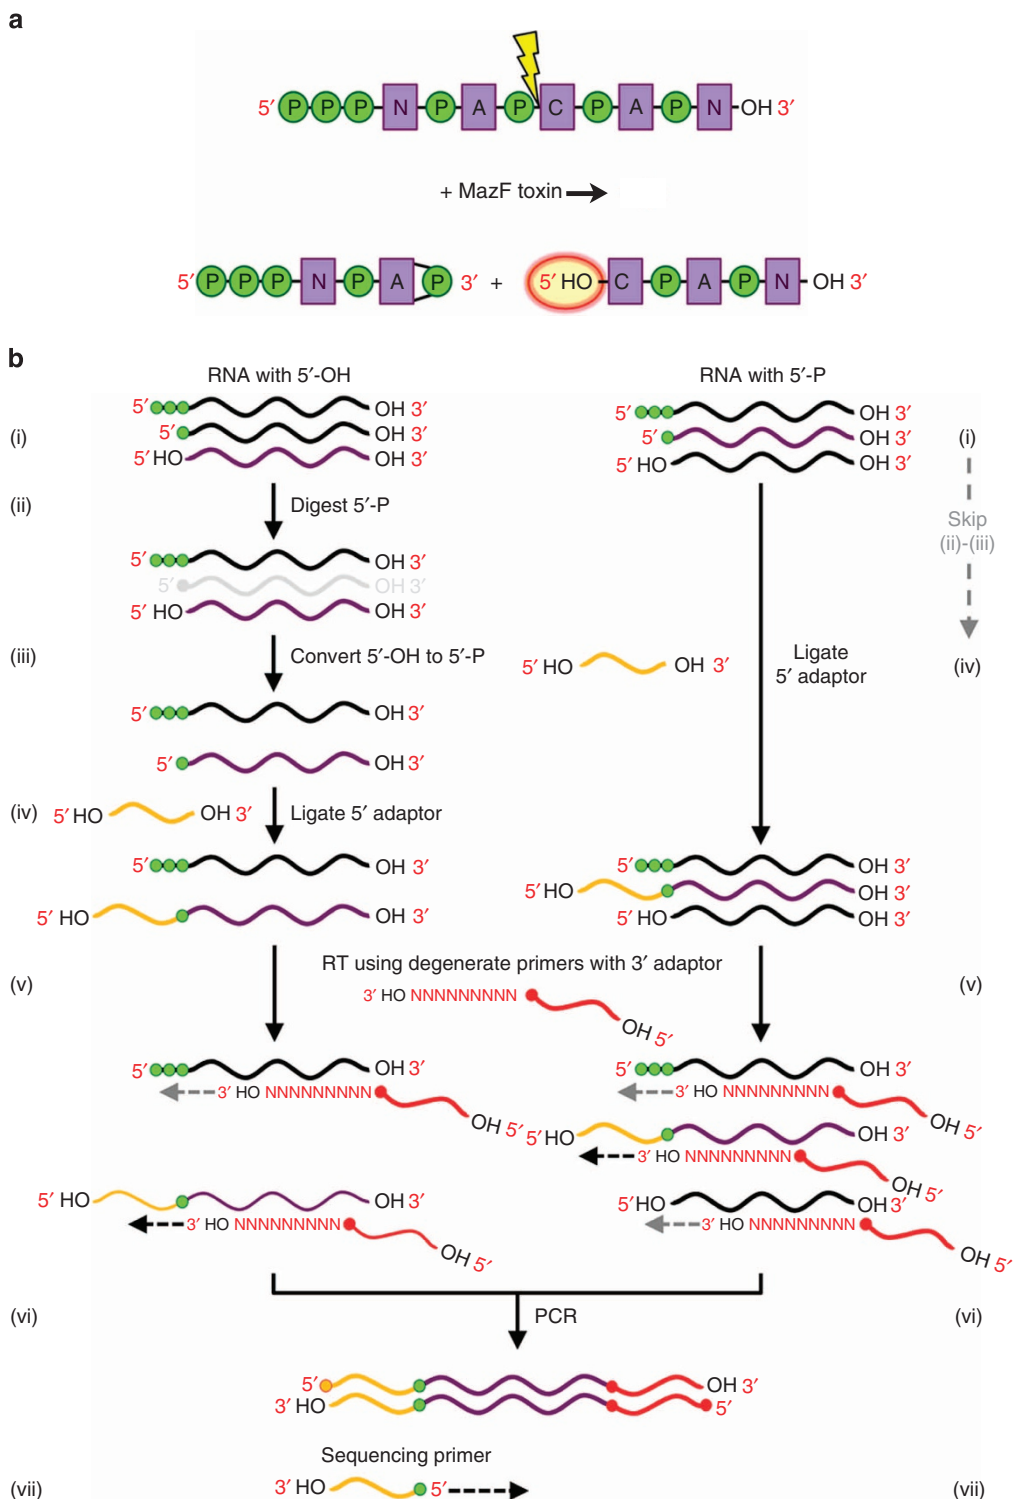 a
5′ P P P N P A P C P A P N OH 3′
+ MazF toxin
5′ P P P N P A P 3′ + 5′ HO C P A P N OH 3′
b
RNA with 5′-OH
RNA with 5′-P
5′ OH 3′
5′ OH 3′
(i)
5′ OH 3′
5′ OH 3′
(i)
5′ HO OH 3′
5′ HO OH 3′
(ii)
Digest 5′-P
Skip
(ii)-(iii)
5′ OH 3′
5′ OH 3′
5′ HO OH 3′
(iii)
Convert 5′-OH to 5′-P
5′ HO OH 3′
Ligate
5′ adaptor
(iv)
5′ OH 3′
5′ OH 3′
(iv)
5′ HO OH 3′
Ligate 5′ adaptor
5′ OH 3′
5′ OH 3′
5′ HO OH 3′
5′ HO OH 3′
5′ HO OH 3′
RT using degenerate primers with 3′ adaptor
(v)
(v)
3′ HO NNNNNNNNN OH 5′
5′ OH 3′
5′ OH 3′
3′ HO NNNNNNNNN OH 5′
3′ HO NNNNNNNNN OH 5′
5′ HO OH 3′
3′ HO NNNNNNNNN OH 5′
5′ HO OH 3′
5′ HO OH 3′
3′ HO NNNNNNNNN OH 5′
3′ HO NNNNNNNNN OH 5′
(vi)
PCR
(vi)
5′ OH 3′
3′ HO 5′
Sequencing primer
(vii)
3′ HO 5′
(vii)